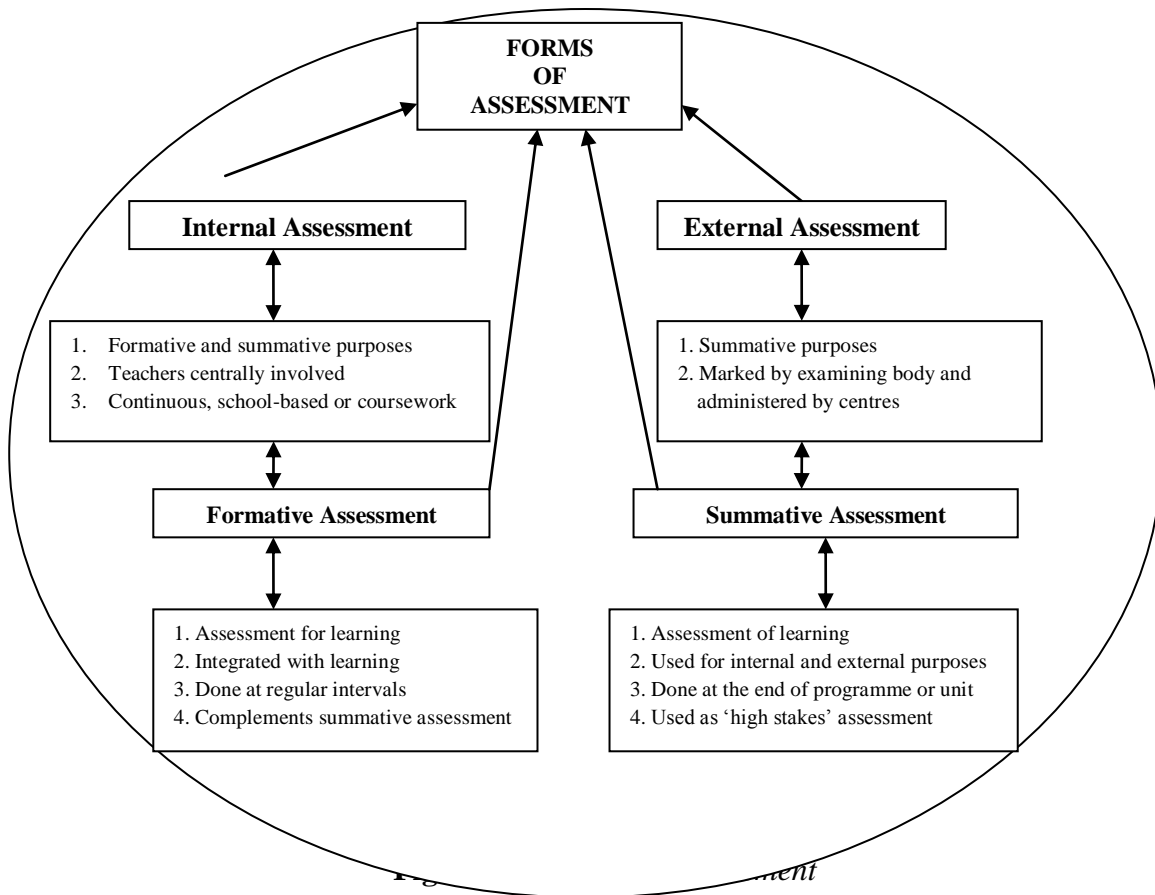 FORMS
OF
ASSESSMENT
Internal Assessment
External Assessment
1. Formative and summative purposes
2. Teachers centrally involved
3. Continuous, school-based or coursework
1. Summative purposes
2. Marked by examining body and
administered by centres
Formative Assessment
Summative Assessment
1. Assessment for learning
2. Integrated with learning
3. Done at regular intervals
4. Complements summative assessment
1. Assessment of learning
2. Used for internal and external purposes
3. Done at the end of programme or unit
4. Used as ‘high stakes’ assessment